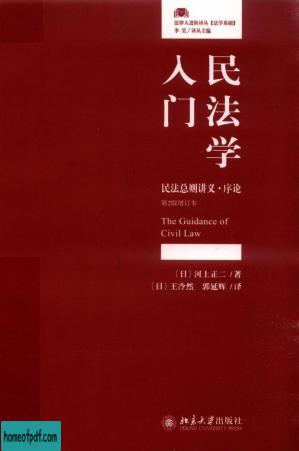 法律人进阶译丛【法学基础】
李昊/译丛主编
民法学
入门
民法总则讲义·序论
第2版增订本
The Guidance of
Civil Law
〔日〕河上正二/著
〔日〕王冷然 郭延辉/译
北京大学出版社
homeofpdf.com